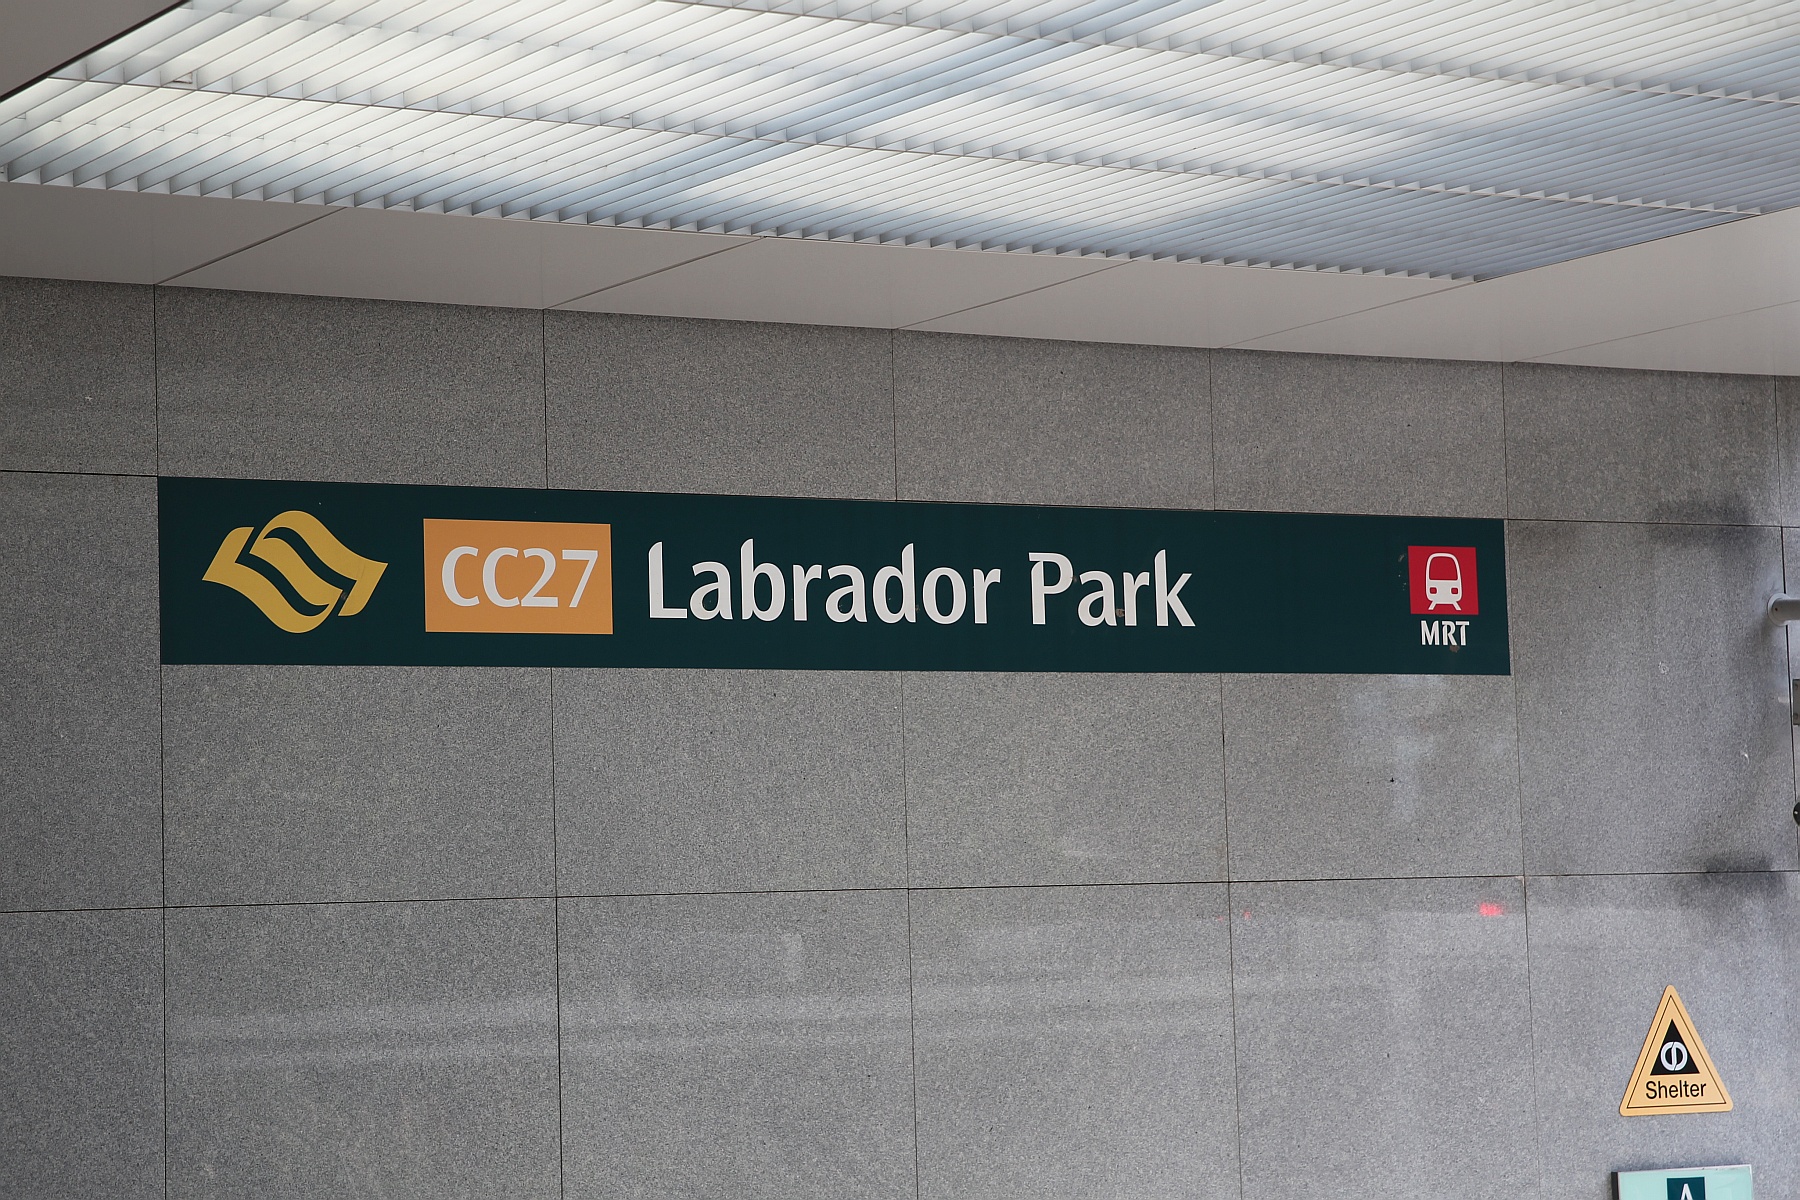 CC27 Labrador Park
MRT
Shelter
A